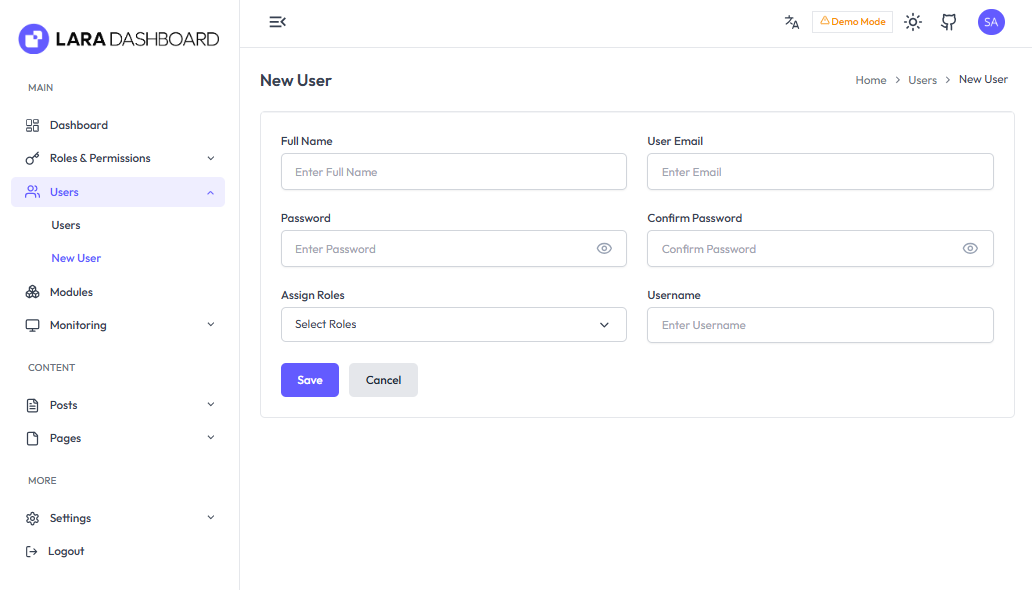 LARA DASHBOARD
MAIN
Dashboard
Roles & Permissions
Users
Users
New User
Modules
Monitoring
CONTENT
Posts
Pages
MORE
Settings
Logout
Demo Mode
SA
New User
Home > Users > New User
Full Name
Enter Full Name
User Email
Enter Email
Password
Enter Password
Confirm Password
Confirm Password
Assign Roles
Select Roles
Username
Enter Username
Save
Cancel